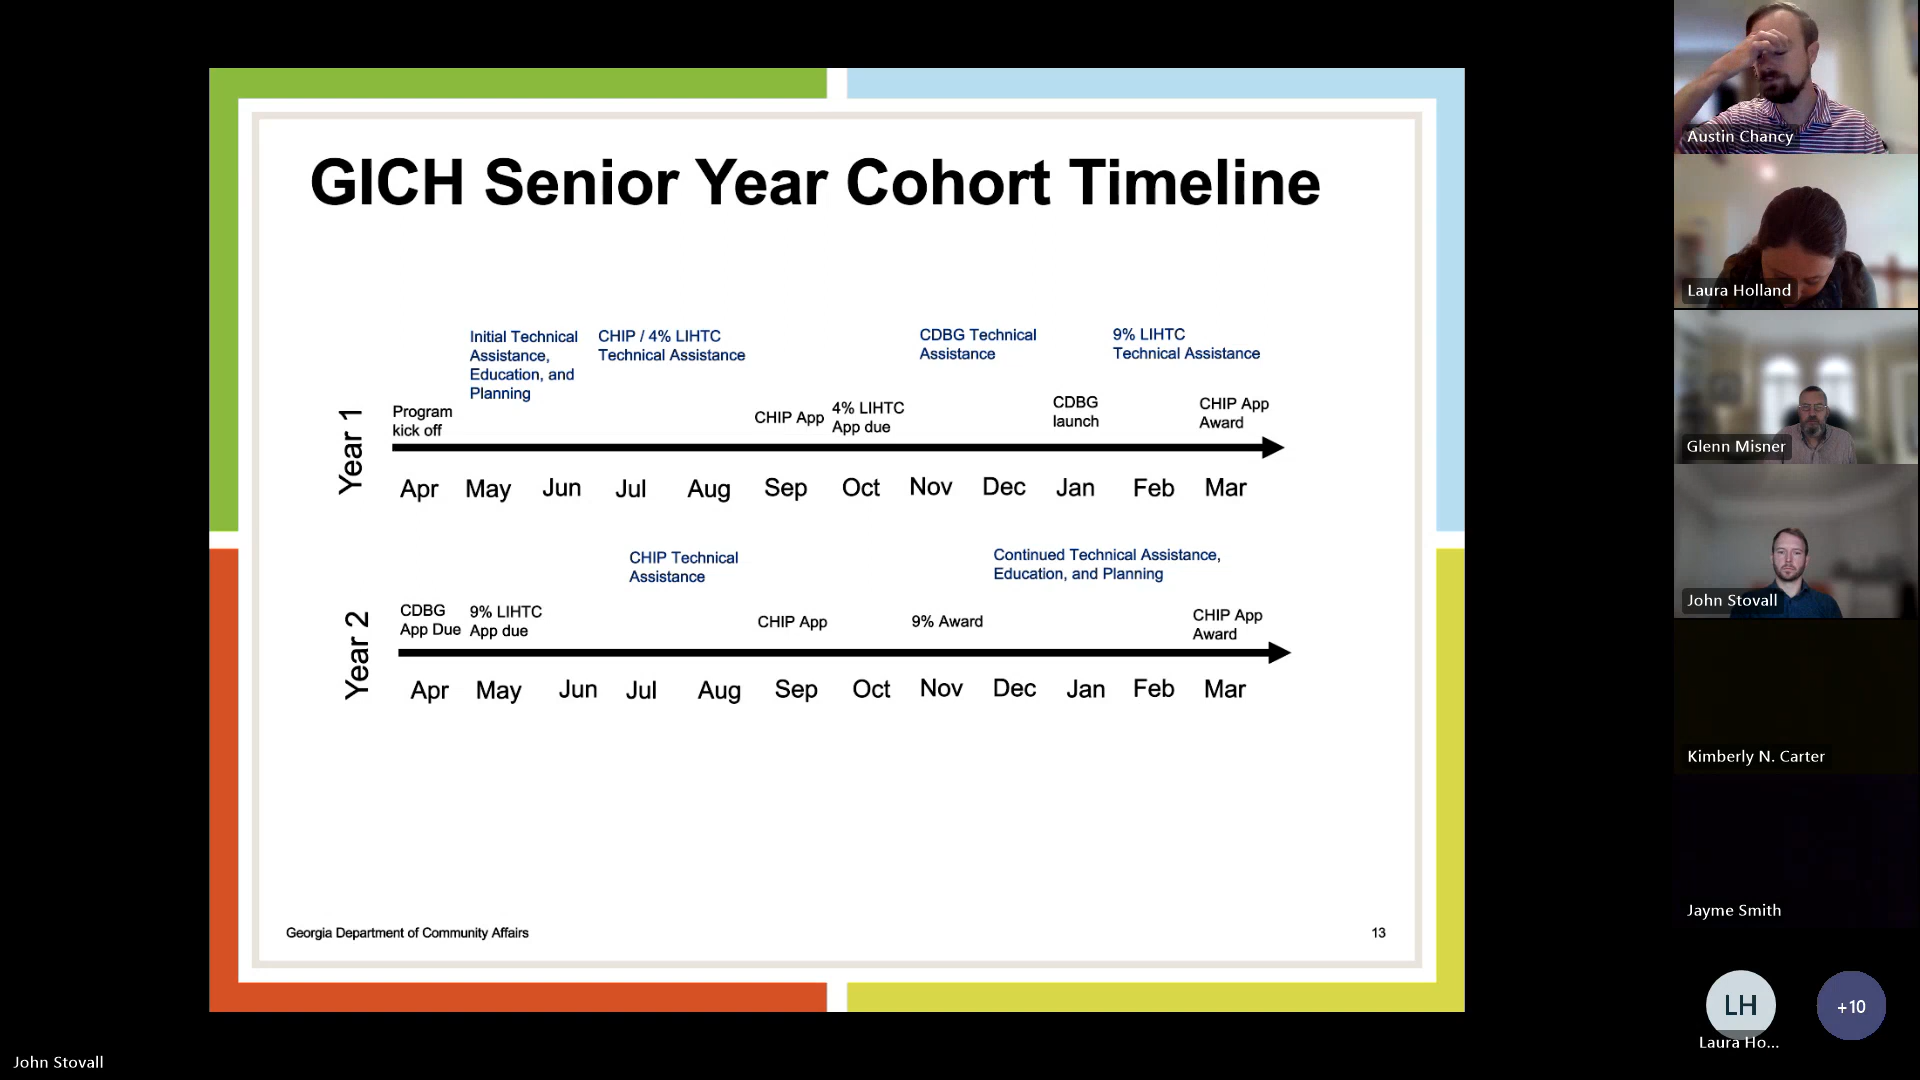 GICH Senior Year Cohort Timeline
Initial Technical
Assistance,
Education, and
Planning
CHIP / 4% LIHTC
Technical Assistance
CDBG Technical
Assistance
9% LIHTC
Technical Assistance
Year 1
Program
kick off
CHIP App
4% LIHTC
App due
CDBG
launch
CHIP App
Award
Apr May Jun Jul Aug Sep Oct Nov Dec Jan Feb Mar
CHIP Technical
Assistance
Continued Technical Assistance,
Education, and Planning
Year 2
CDBG
App Due
9% LIHTC
App due
CHIP App
9% Award
CHIP App
Award
Apr May Jun Jul Aug Sep Oct Nov Dec Jan Feb Mar
Georgia Department of Community Affairs
13
Austin Chancy
Laura Holland
Glenn Misner
John Stovall
Kimberly N. Carter
Jayme Smith
LH
+10
Laura Ho...
John Stovall